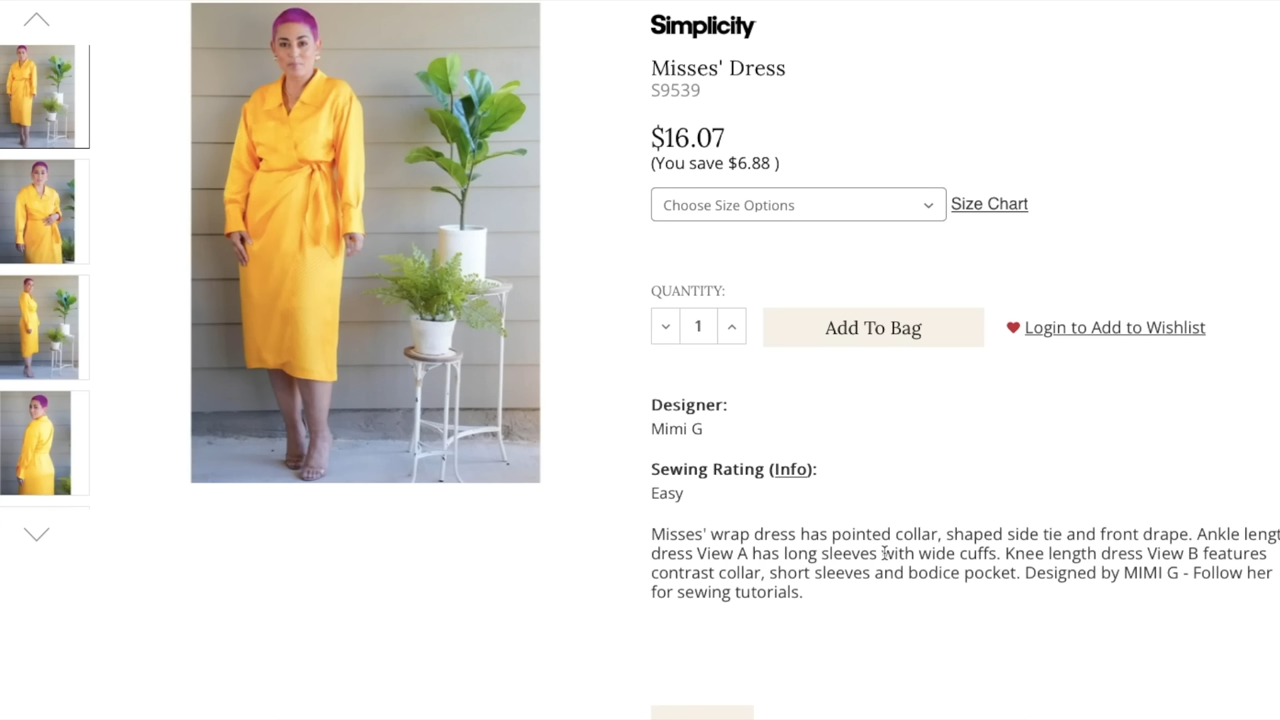 Simplicity
Misses' Dress
S9539
$16.07
(You save $6.88 )
Choose Size Options
Size Chart
QUANTITY:
1
Add To Bag
Login to Add to Wishlist
Designer:
Mimi G
Sewing Rating (Info):
Easy
Misses' wrap dress has pointed collar, shaped side tie and front drape. Ankle lengt
dress View A has long sleeves with wide cuffs. Knee length dress View B features
contrast collar, short sleeves and bodice pocket. Designed by MIMI G - Follow her
for sewing tutorials.